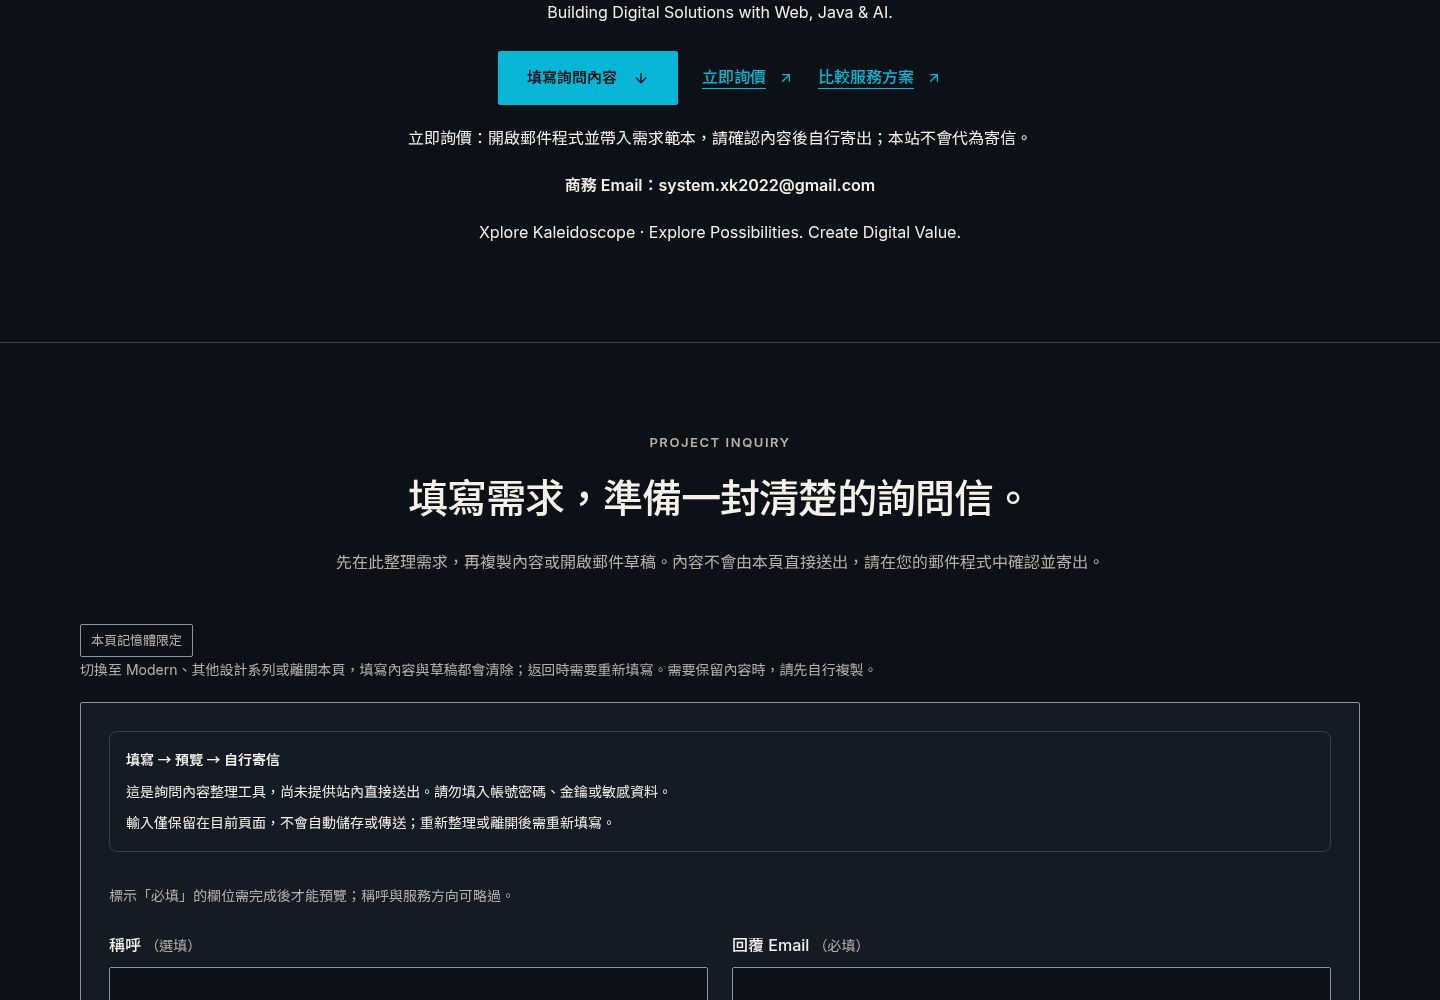 Building Digital Solutions with Web, Java & AI.
填寫詢問內容 ↓
立即詢價 ↗
比較服務方案 ↗
立即詢價：開啟郵件程式並帶入需求範本，請確認內容後自行寄出；本站不會代為寄信。
商務 Email：system.xk2022@gmail.com
Xplore Kaleidoscope · Explore Possibilities. Create Digital Value.
PROJECT INQUIRY
填寫需求，準備一封清楚的詢問信。
先在此整理需求，再複製內容或開啟郵件草稿。內容不會由本頁直接送出，請在您的郵件程式中確認並寄出。
本頁記憶體限定
切換至 Modern、其他設計系列或離開本頁，填寫內容與草稿都會清除；返回時需要重新填寫。需要保留內容時，請先自行複製。
填寫 → 預覽 → 自行寄信
這是詢問內容整理工具，尚未提供站內直接送出。請勿填入帳號密碼、金鑰或敏感資料。
輸入僅保留在目前頁面，不會自動儲存或傳送；重新整理或離開後需重新填寫。
標示「必填」的欄位需完成後才能預覽；稱呼與服務方向可略過。
稱呼 （選填）
回覆 Email （必填）